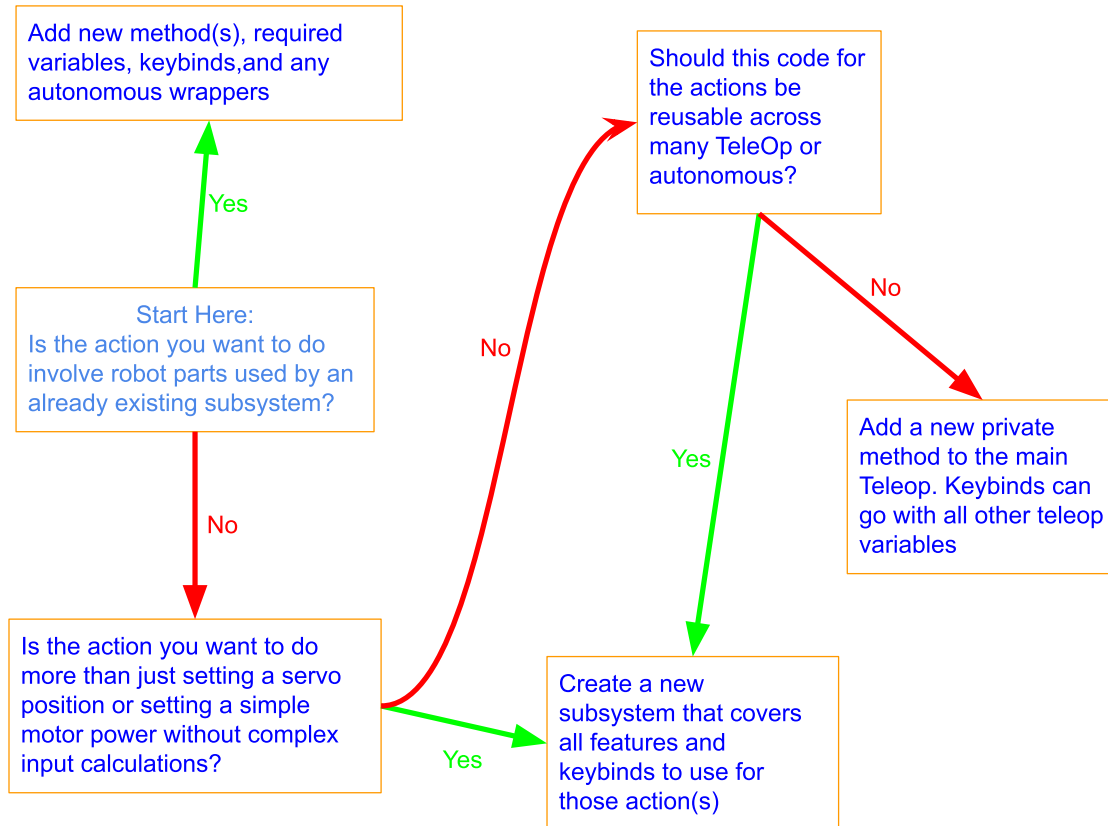 Add new method(s), required
variables, keybinds,and any
autonomous wrappers
Yes
Start Here:
Is the action you want to do
involve robot parts used by an
already existing subsystem?
No
Is the action you want to do
more than just setting a servo
position or setting a simple
motor power without complex
input calculations?
No
Yes
Should this code for
the actions be
reusable across
many TeleOp or
autonomous?
Yes
No
Create a new
subsystem that covers
all features and
keybinds to use for
those action(s)
Add a new private
method to the main
Teleop. Keybinds can
go with all other teleop
variables